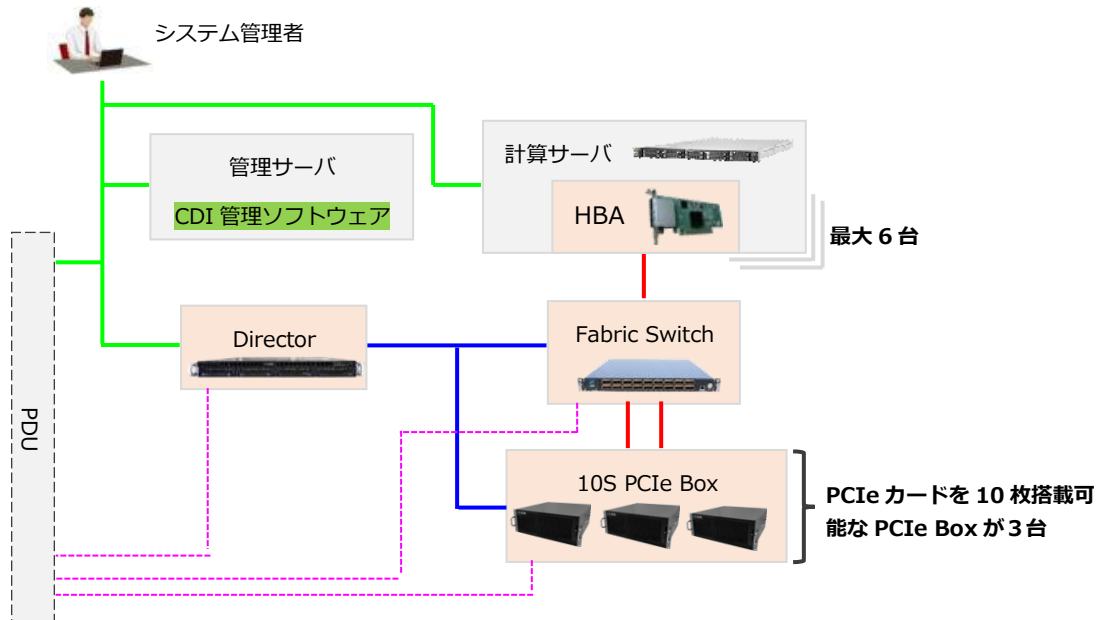 システム管理者
管理サーバ
CDI 管理ソフトウェア
計算サーバ
HBA
最大 6 台
Director
Fabric Switch
PDU
10S PCIe Box
PCIe カードを 10 枚搭載可
能な PCIe Box が３台